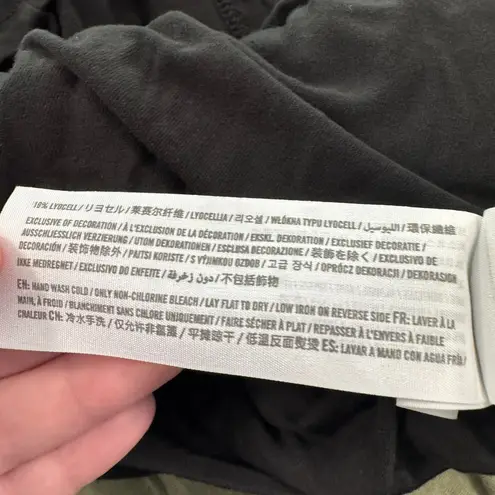 10% LYOCELL / リヨセル / 莱赛尔纤维 / LYOCELLIA / 리오셀 / WŁÓKNA TYPU LYOCELL / الليوسيل / 環保纖維
EXCLUSIVE OF DECORATION / À L'EXCLUSION DE LA DÉCORATION / EKSKL. DEKORATION / EXCLUSIEF DECORATIE /
AUSSCHLIESSLICH VERZIERUNG / UTOM DEKORATIONEN / ESCLUSA DECORAZIONE / 装飾を除く / EXCLUSIVO DE
DECORACIÓN / 装饰物除外 / PAITSI KORISTE / S VÝJIMKOU OZDOB / 고급 장식 / OPRÓCZ DEKORACJI / DEKORASJON
IKKE MEDREGNET / EXCLUSIVO DO ENFEITE / دون زخرفة / 不包括飾物
EN: HAND WASH COLD / ONLY NON-CHLORINE BLEACH / LAY FLAT TO DRY / LOW IRON ON REVERSE SIDE FR: LAVER À LA
MAIN, À FROID / BLANCHIMENT SANS CHLORE UNIQUEMENT / FAIRE SÉCHER À PLAT / REPASSER À L'ENVERS À FAIBLE
CHALEUR CH: 冷水手洗 / 仅允许非氯漂 / 平摊晾干 / 低温反面熨烫 ES: LAVAR A MANO CON AGUA FRÍA /